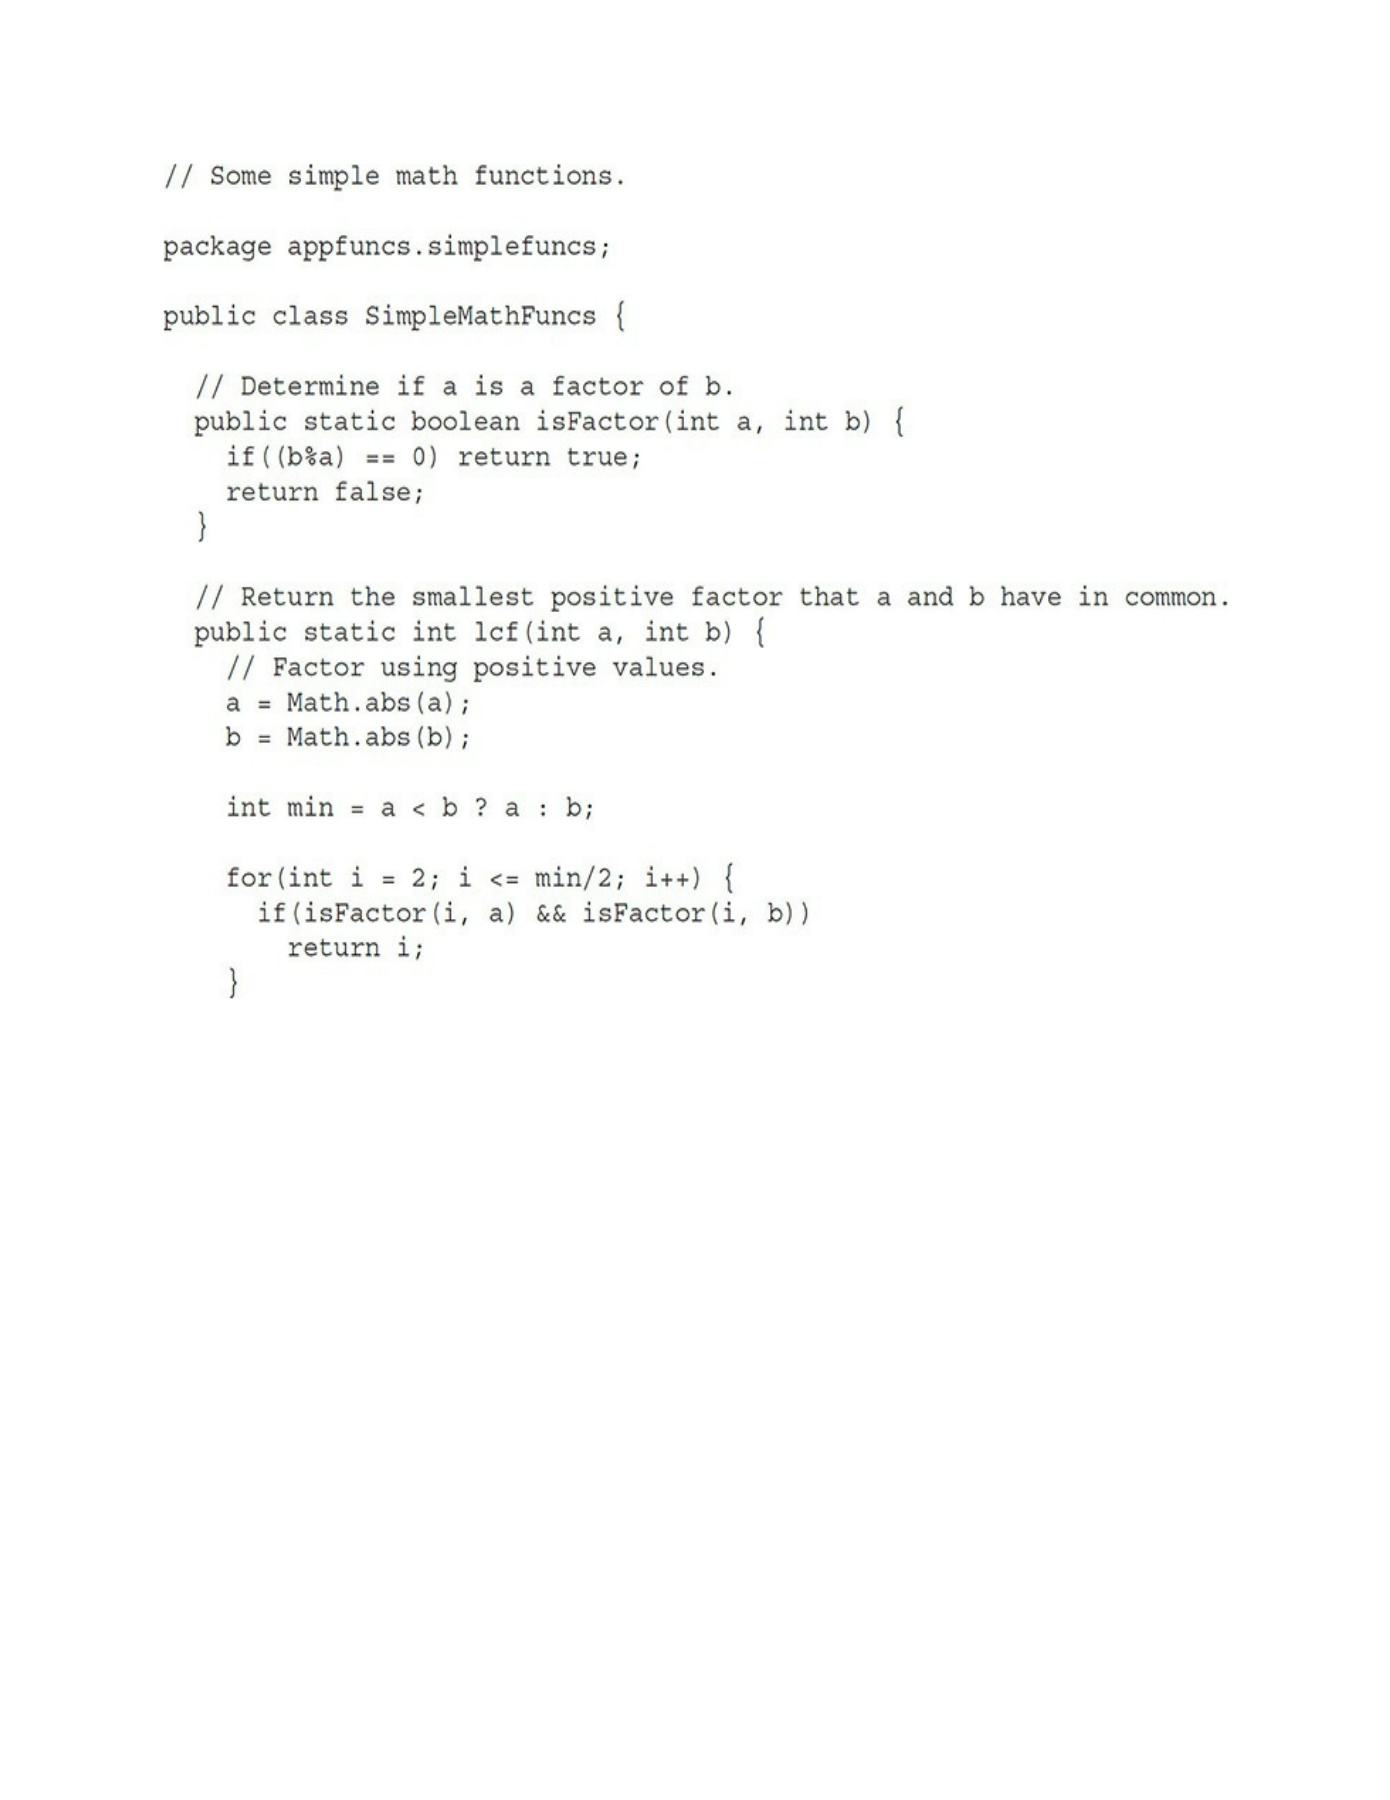 // Some simple math functions.
package appfuncs.simplefuncs;
public class SimpleMathFuncs {
// Determine if a is a factor of b.
public static boolean isFactor(int a, int b) {
if((b%a) == 0) return true;
return false;
}
// Return the smallest positive factor that a and b have in common.
public static int lcf(int a, int b) {
// Factor using positive values.
a = Math.abs(a);
b = Math.abs(b);
int min = a < b ? a : b;
for(int i = 2; i <= min/2; i++) {
if(isFactor(i, a) && isFactor(i, b))
return i;
}